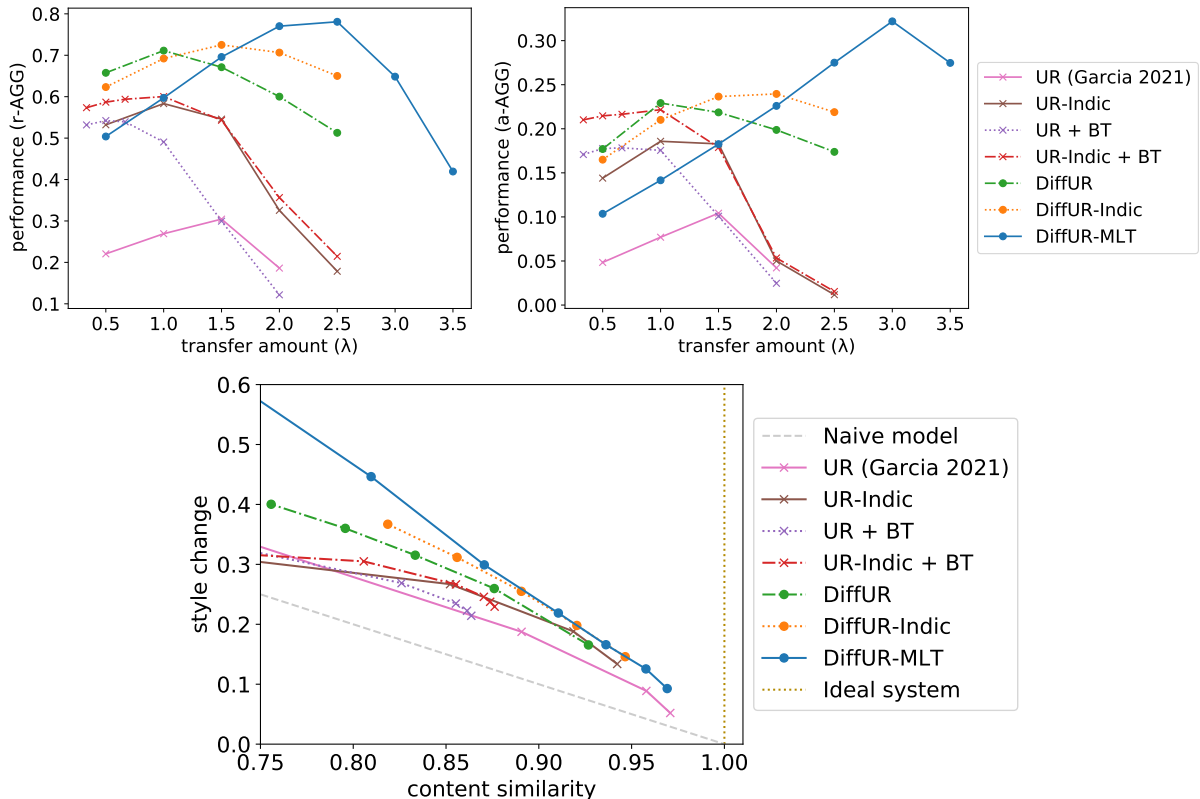 performance (r-AGG)
0.8
0.7
0.6
0.5
0.4
0.3
0.2
0.1
0.5 1.0 1.5 2.0 2.5 3.0 3.5
transfer amount (λ)
performance (a-AGG)
0.30
0.25
0.20
0.15
0.10
0.05
0.00
0.5 1.0 1.5 2.0 2.5 3.0 3.5
transfer amount (λ)
UR (Garcia 2021)
UR-Indic
UR + BT
UR-Indic + BT
DiffUR
DiffUR-Indic
DiffUR-MLT
style change
0.6
0.5
0.4
0.3
0.2
0.1
0.0
0.75 0.80 0.85 0.90 0.95 1.00
content similarity
Naive model
UR (Garcia 2021)
UR-Indic
UR + BT
UR-Indic + BT
DiffUR
DiffUR-Indic
DiffUR-MLT
Ideal system